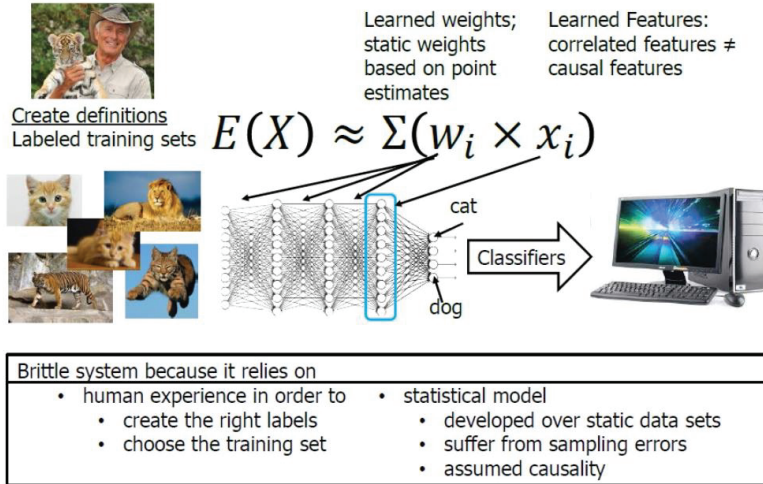 Learned weights;
static weights
based on point
estimates
Learned Features:
correlated features ≠
causal features
Create definitions
Labeled training sets
E(X) ≈ Σ(wᵢ × xᵢ)
cat
dog
Classifiers
Brittle system because it relies on
• human experience in order to
• create the right labels
• choose the training set
• statistical model
• developed over static data sets
• suffer from sampling errors
• assumed causality